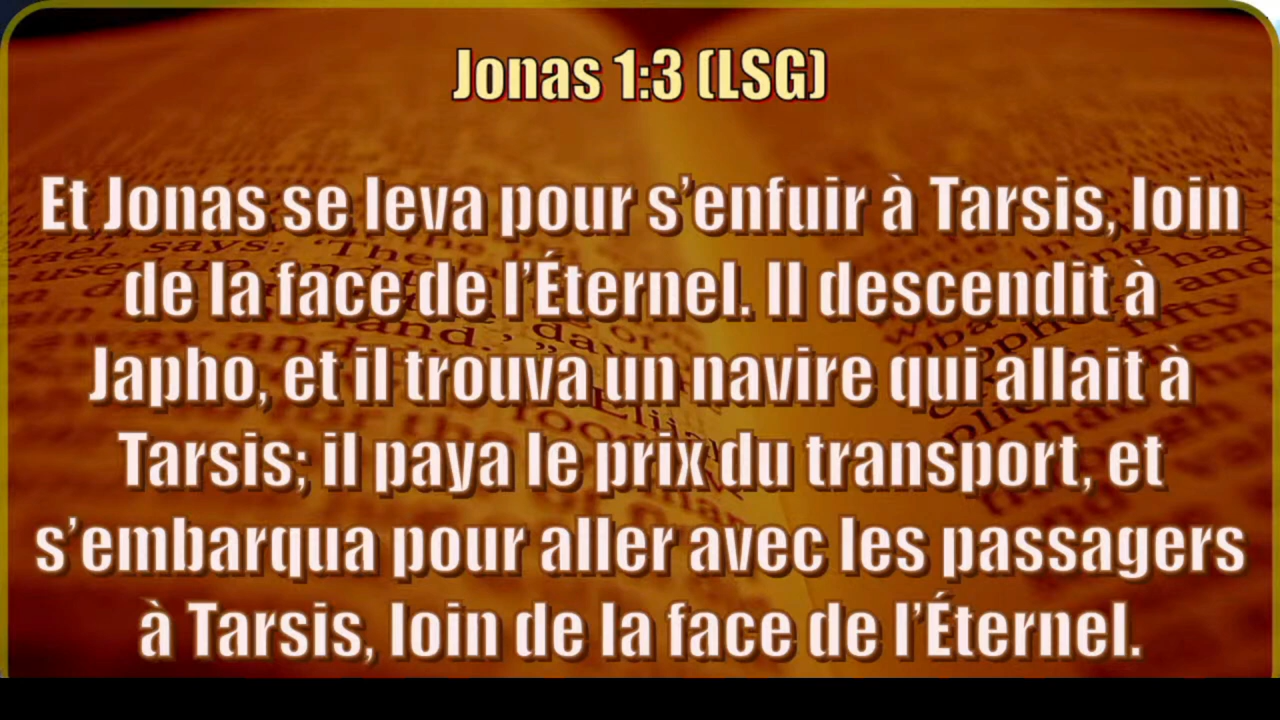 Jonas 1:3 (LSG)
Et Jonas se leva pour s’enfuir à Tarsis, loin
de la face de l’Éternel. Il descendit à
Japho, et il trouva un navire qui allait à
Tarsis; il paya le prix du transport, et
s’embarqua pour aller avec les passagers
à Tarsis, loin de la face de l’Éternel.